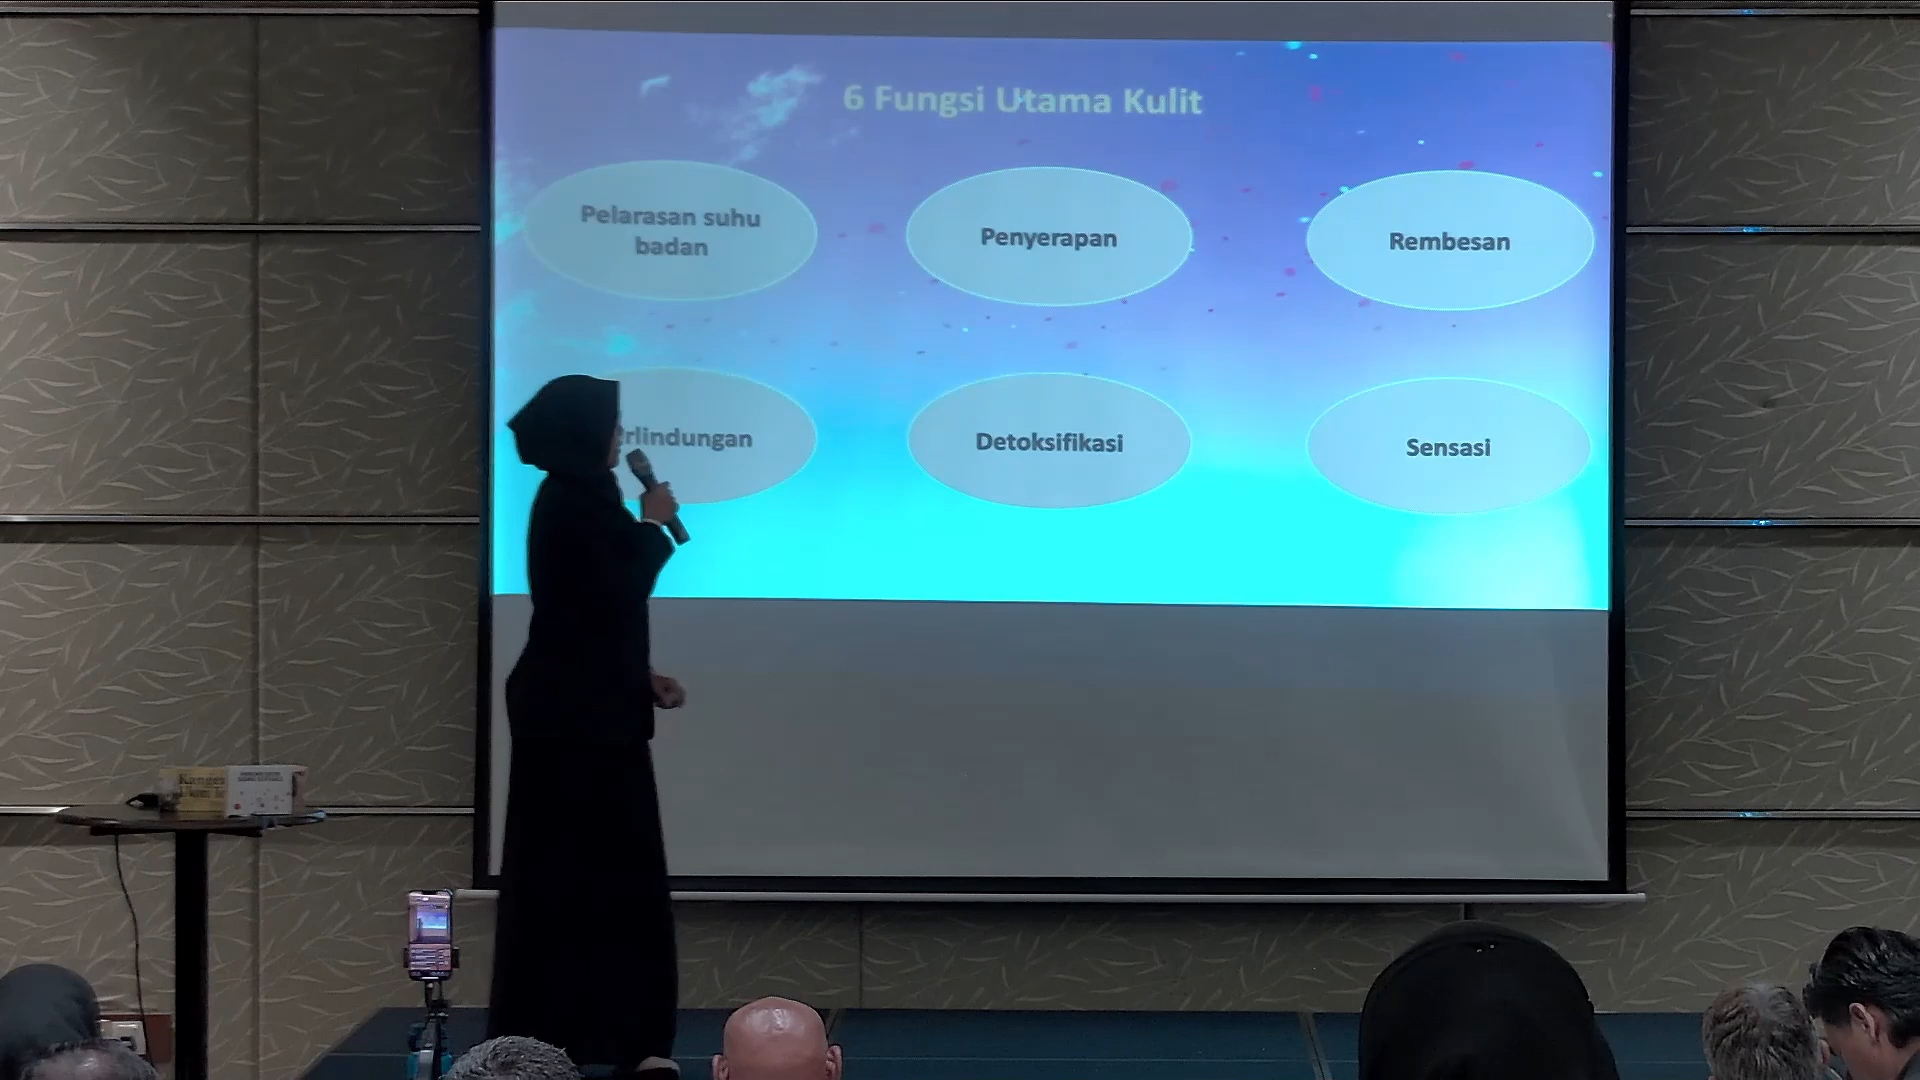 6 Fungsi Utama Kulit
Pelarasan suhu
badan
Penyerapan
Rembesan
rlindungan
Detoksifikasi
Sensasi